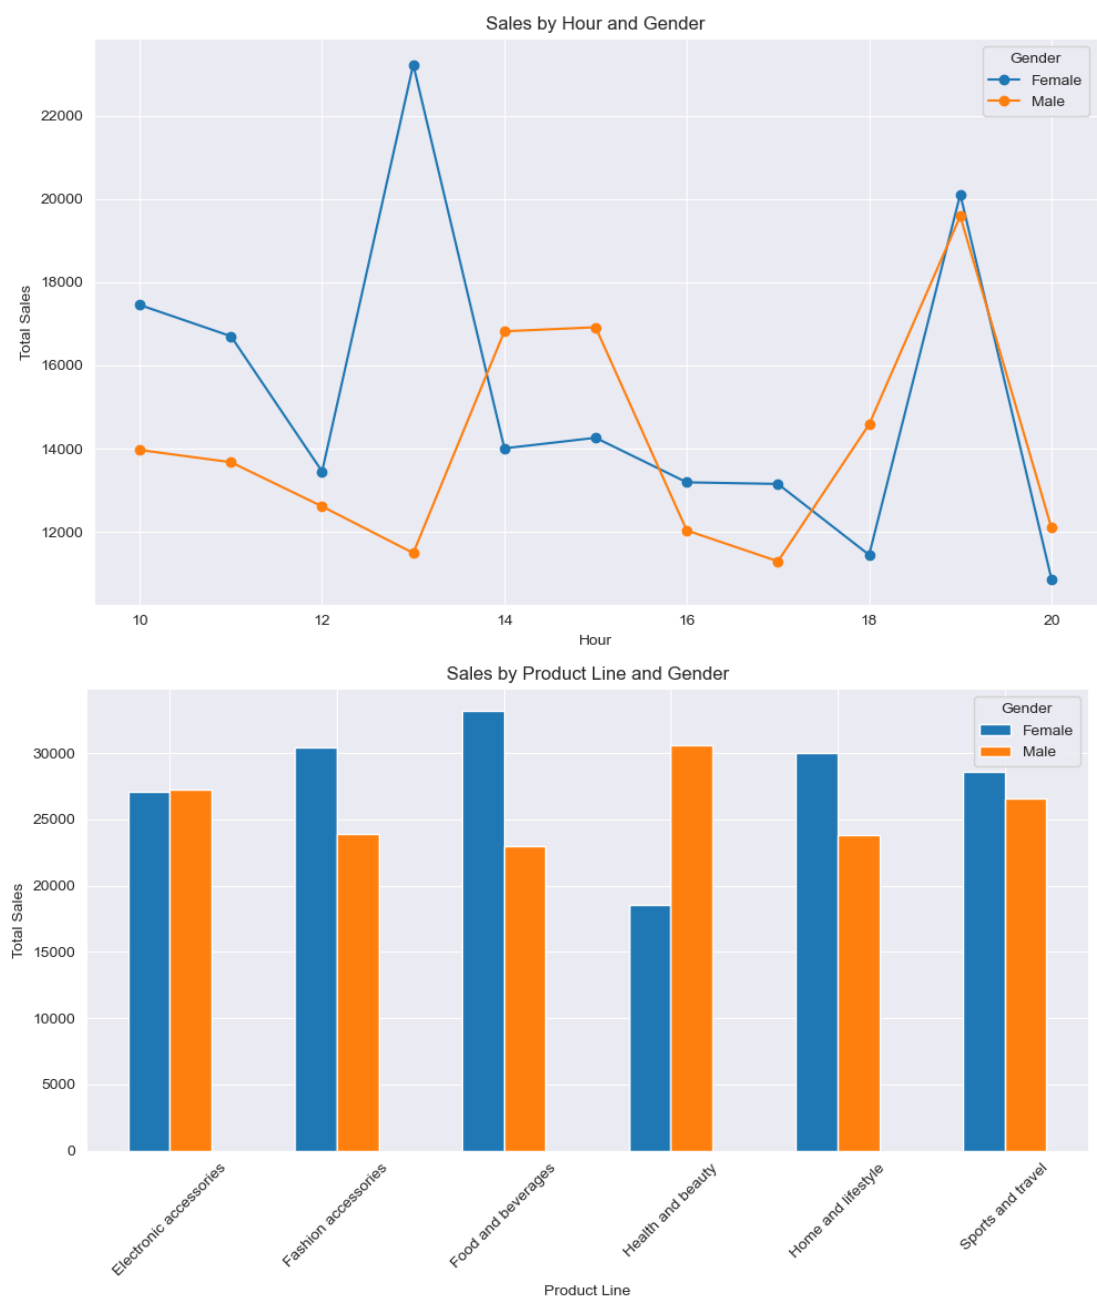 Sales by Hour and Gender
Gender
Female
Male
22000
20000
18000
16000
14000
12000
Total Sales
10 12 14 16 18 20
Hour
Sales by Product Line and Gender
Gender
Female
Male
30000
25000
20000
15000
10000
5000
0
Total Sales
Electronic accessories
Fashion accessories
Food and beverages
Health and beauty
Home and lifestyle
Sports and travel
Product Line